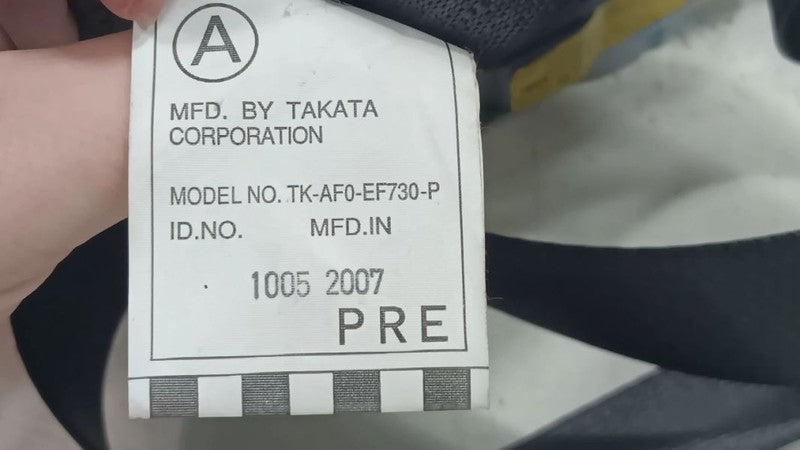 A
MFD. BY TAKATA
CORPORATION
MODEL NO. TK-AF0-EF730-P
ID.NO. MFD.IN
1005 2007
PRE